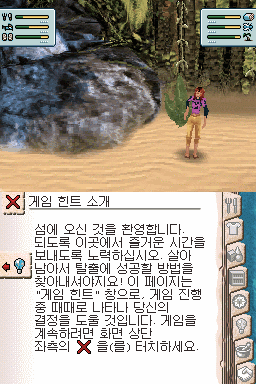 게임 힌트 소개
섬에 오신 것을 환영합니다.
되도록 이곳에서 즐거운 시간을
보내도록 노력하십시오. 살아
남아서 탈출에 성공할 방법을
찾아내셔야지요! 이 페이지는
"게임 힌트" 창으로, 게임 진행
중 때때로 나타나 당신의
결정을 도울 것입니다. 게임을
계속하려면 화면 상단
좌측의 ✕ 을(를) 터치하세요.